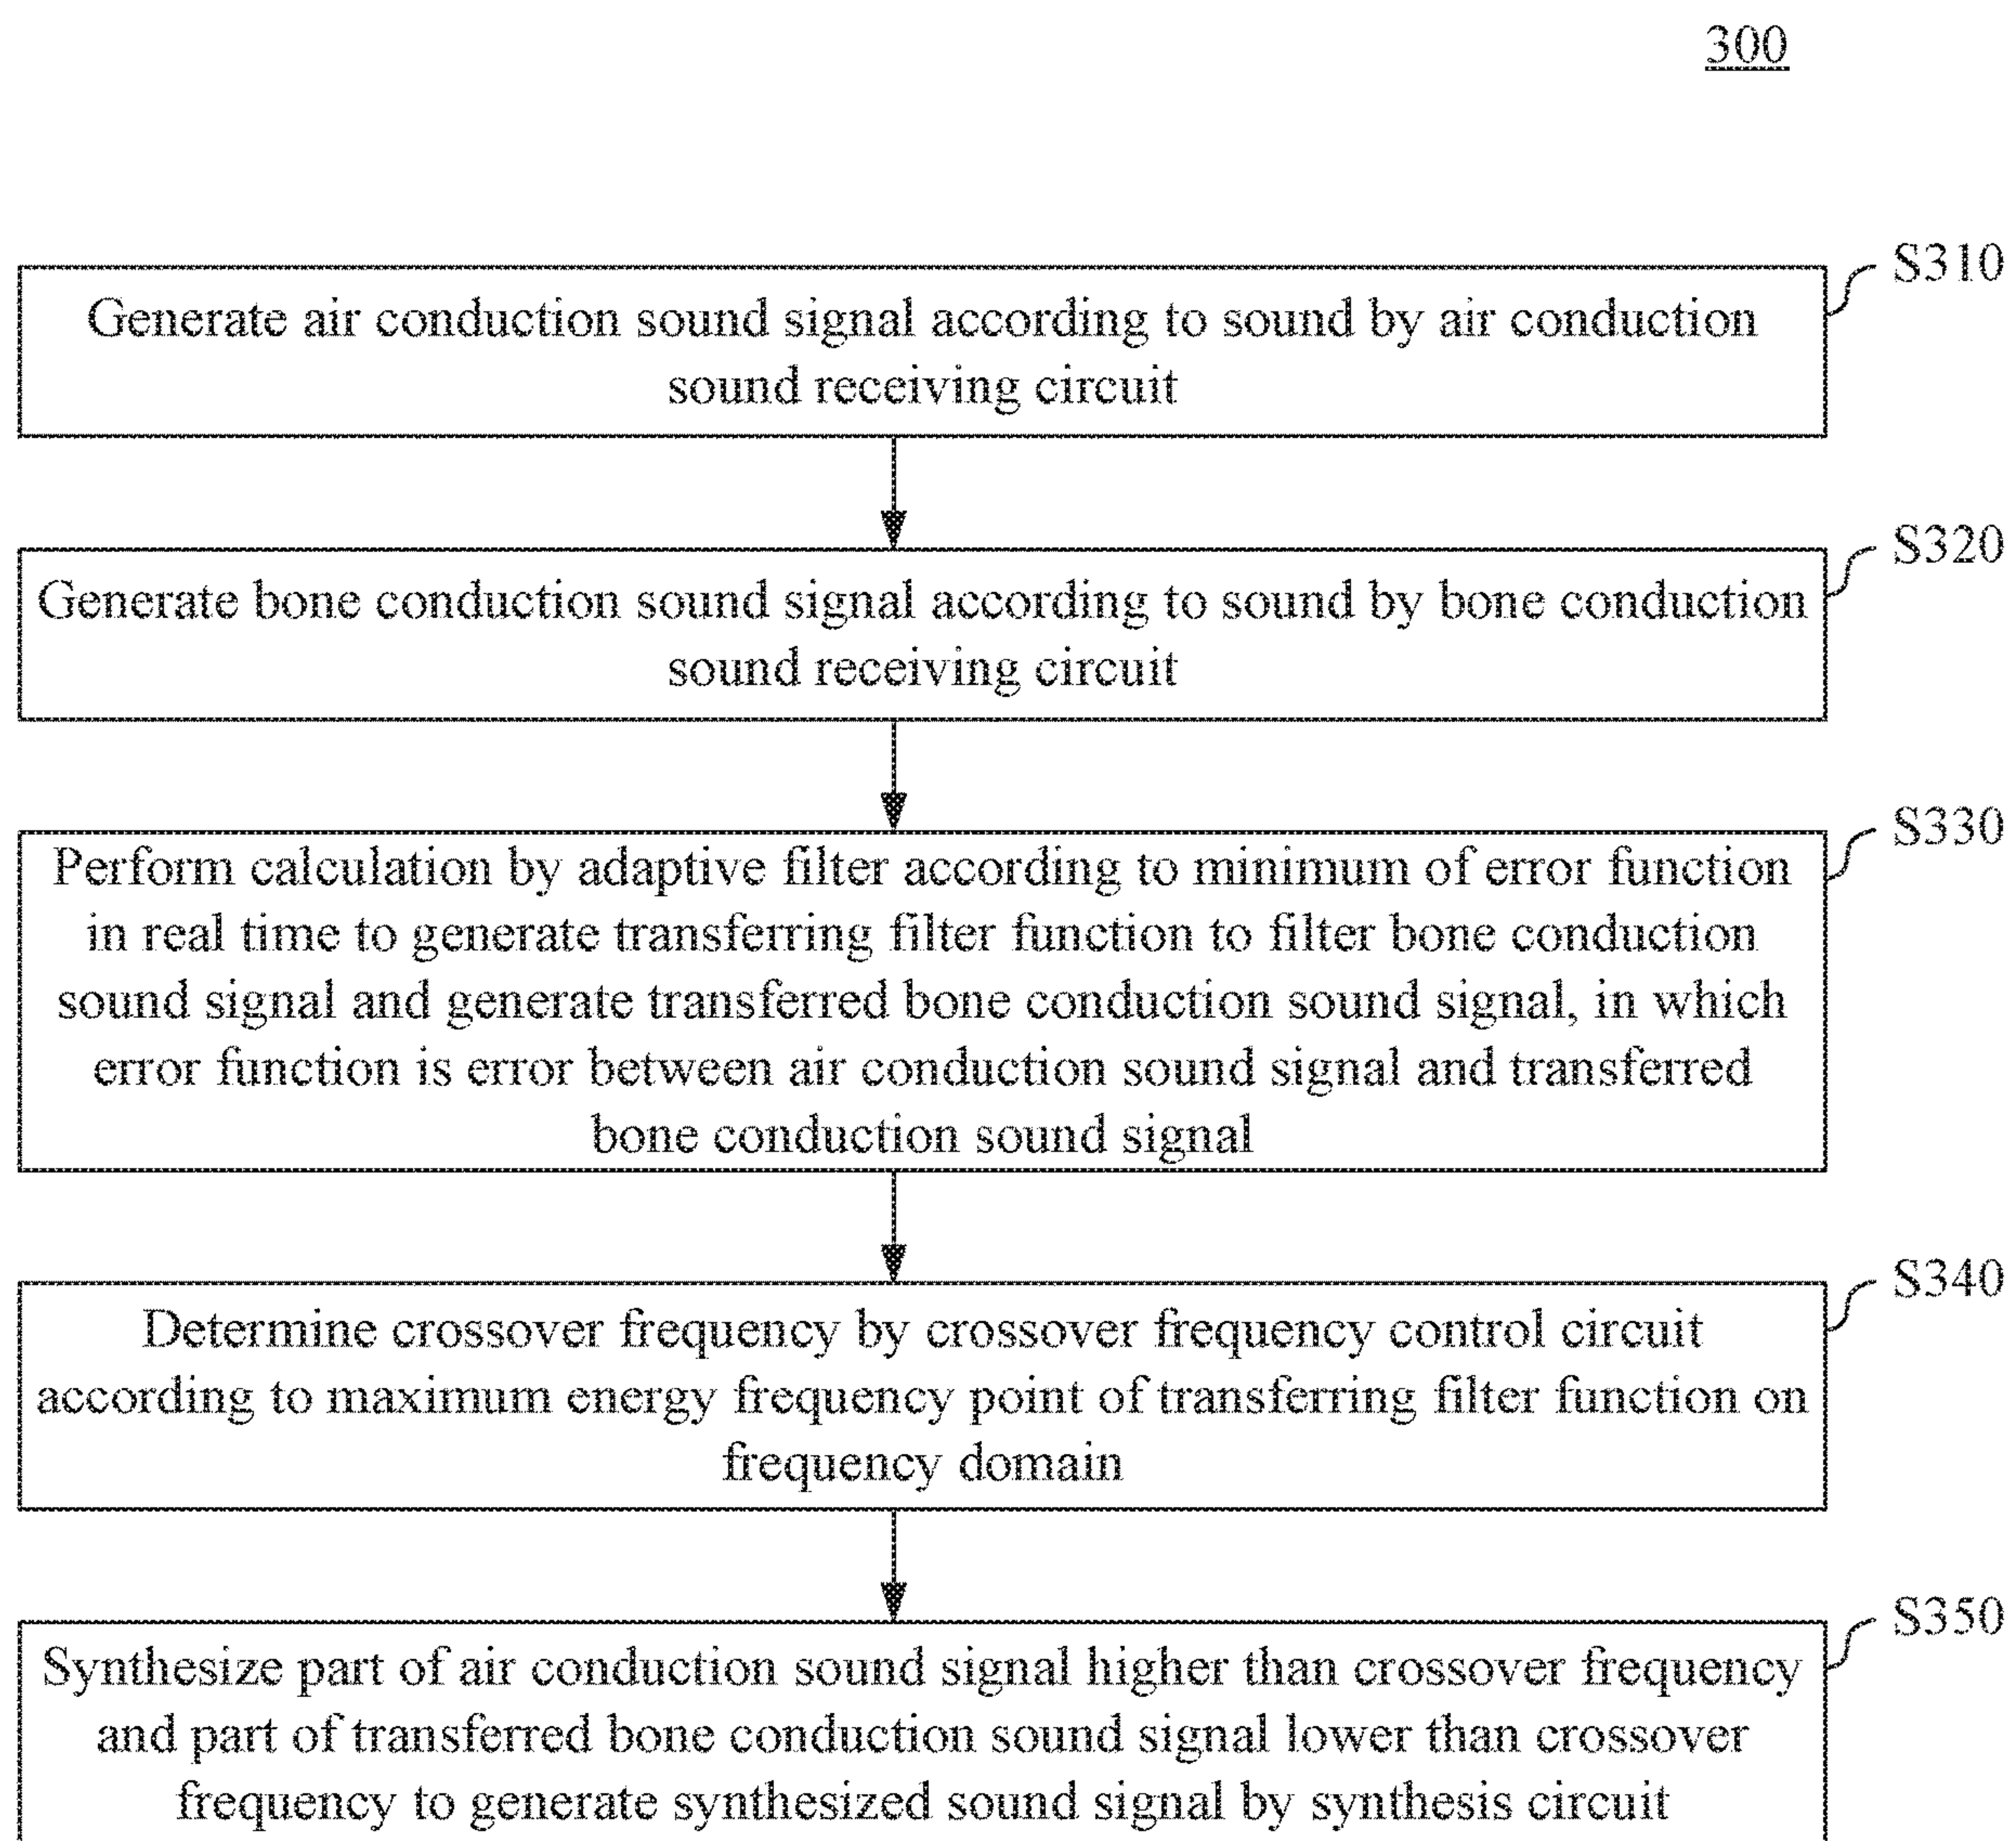 300
S310
Generate air conduction sound signal according to sound by air conduction
sound receiving circuit
S320
Generate bone conduction sound signal according to sound by bone conduction
sound receiving circuit
S330
Perform calculation by adaptive filter according to minimum of error function
in real time to generate transferring filter function to filter bone conduction
sound signal and generate transferred bone conduction sound signal, in which
error function is error between air conduction sound signal and transferred
bone conduction sound signal
S340
Determine crossover frequency by crossover frequency control circuit
according to maximum energy frequency point of transferring filter function on
frequency domain
S350
Synthesize part of air conduction sound signal higher than crossover frequency
and part of transferred bone conduction sound signal lower than crossover
frequency to generate synthesized sound signal by synthesis circuit